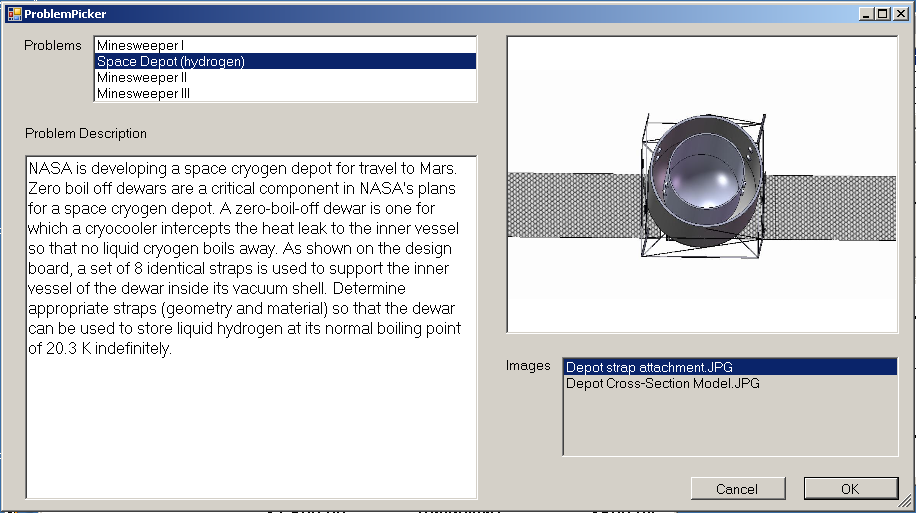 ProblemPicker
Problems
Minesweeper I
Space Depot (hydrogen)
Minesweeper II
Minesweeper III
Problem Description
NASA is developing a space cryogen depot for travel to Mars.
Zero boil off dewars are a critical component in NASA's plans
for a space cryogen depot. A zero-boil-off dewar is one for
which a cryocooler intercepts the heat leak to the inner vessel
so that no liquid cryogen boils away. As shown on the design
board, a set of 8 identical straps is used to support the inner
vessel of the dewar inside its vacuum shell. Determine
appropriate straps (geometry and material) so that the dewar
can be used to store liquid hydrogen at its normal boiling point
of 20.3 K indefinitely.
Images
Depot strap attachment.JPG
Depot Cross-Section Model.JPG
Cancel
OK